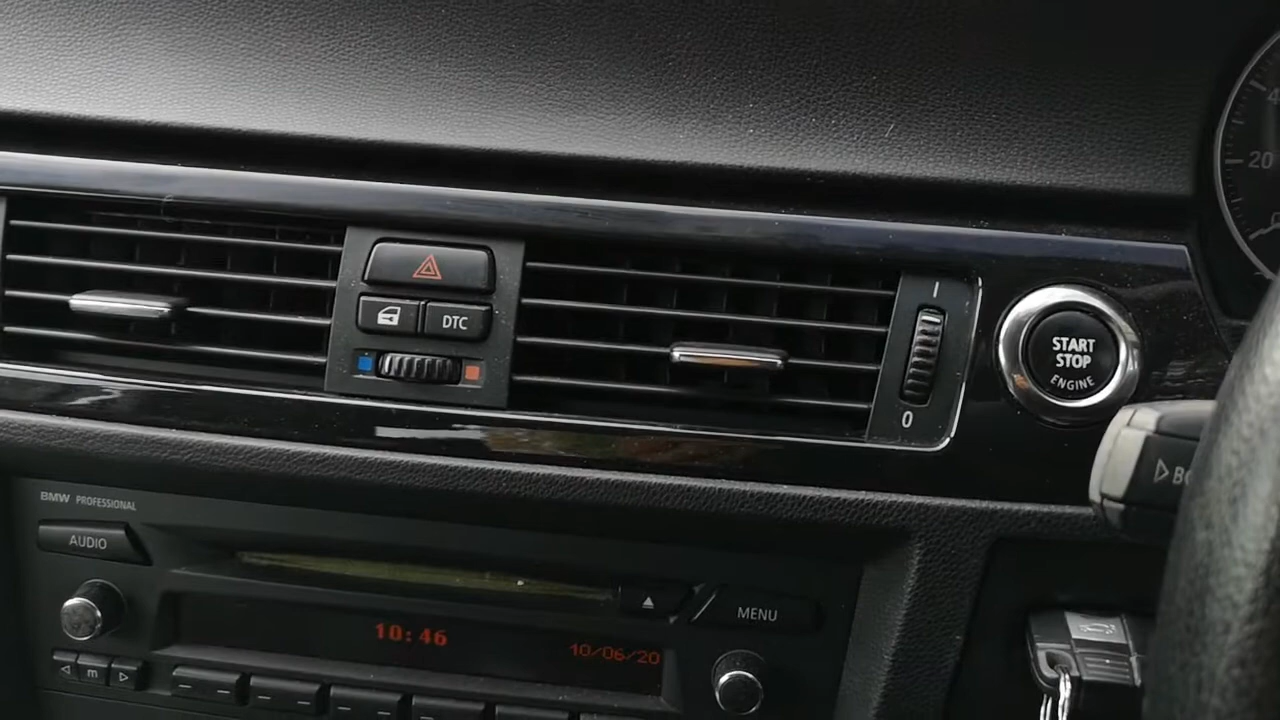 20
DTC
I
0
START
STOP
ENGINE
BMW PROFESSIONAL
AUDIO
MENU
10:46
10/06/20
m